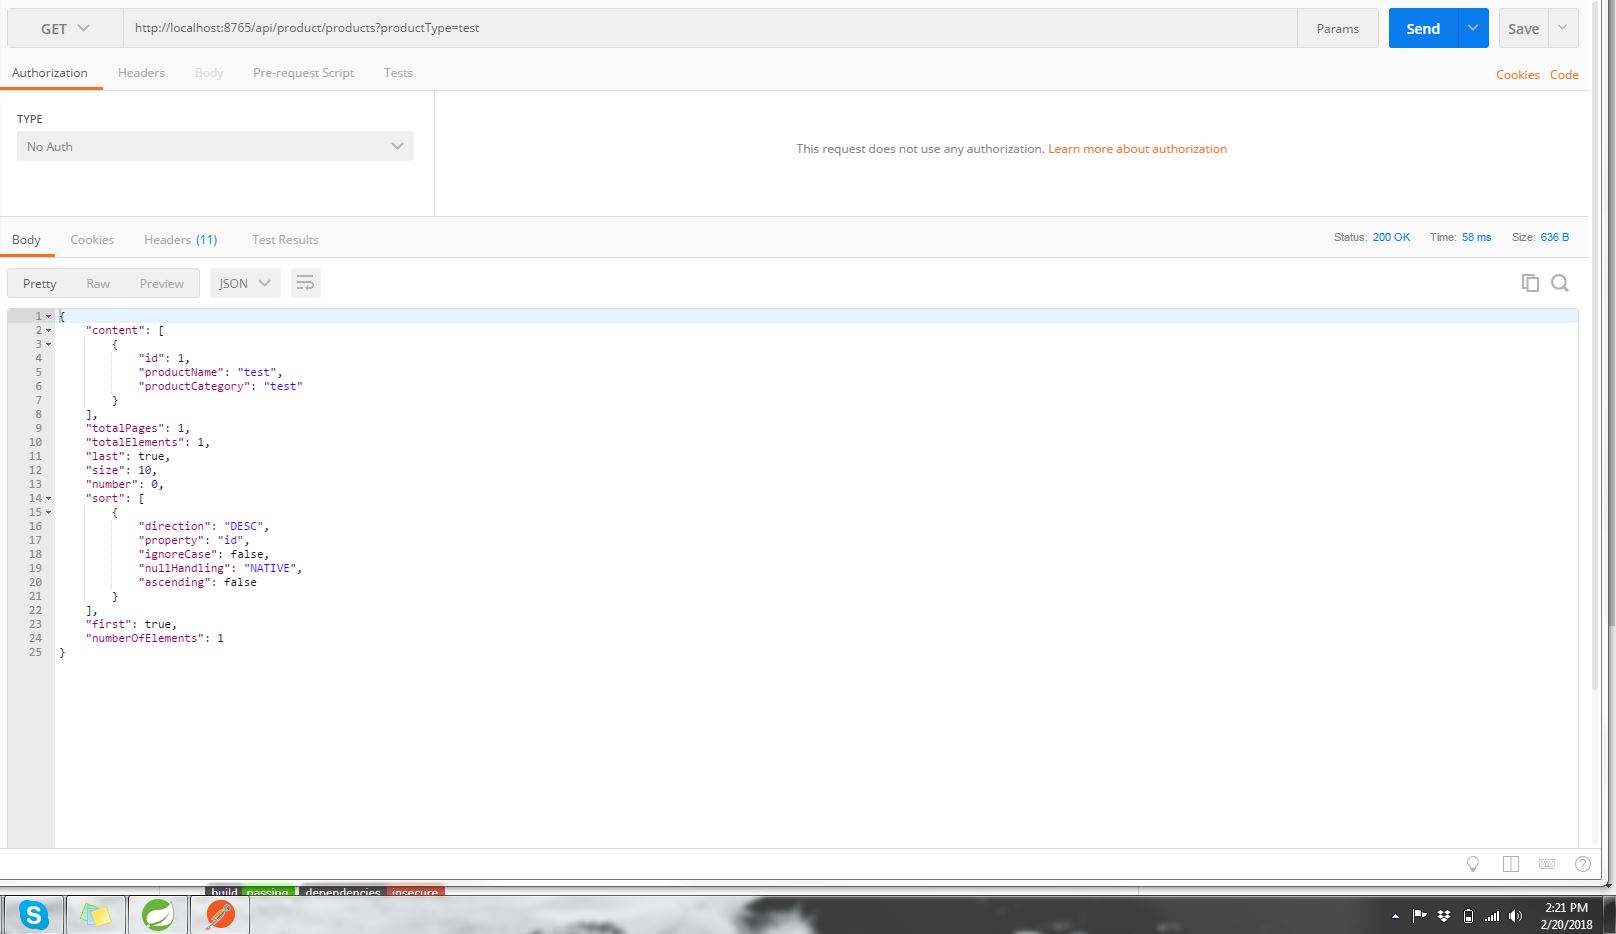 GET
http://localhost:8765/api/product/products?productType=test
Params
Send
Save
Authorization
Headers
Body
Pre-request Script
Tests
Cookies
Code
TYPE
No Auth
This request does not use any authorization. Learn more about authorization
Body
Cookies
Headers (11)
Test Results
Status: 200 OK
Time: 58 ms
Size: 636 B
Pretty
Raw
Preview
JSON
1 {
2 "content": [
3 {
4 "id": 1,
5 "productName": "test",
6 "productCategory": "test"
7 }
8 ],
9 "totalPages": 1,
10 "totalElements": 1,
11 "last": true,
12 "size": 10,
13 "number": 0,
14 "sort": [
15 {
16 "direction": "DESC",
17 "property": "id",
18 "ignoreCase": false,
19 "nullHandling": "NATIVE",
20 "ascending": false
21 }
22 ],
23 "first": true,
24 "numberOfElements": 1
25 }
build passing
dependencies insecure
2:21 PM
2/20/2018